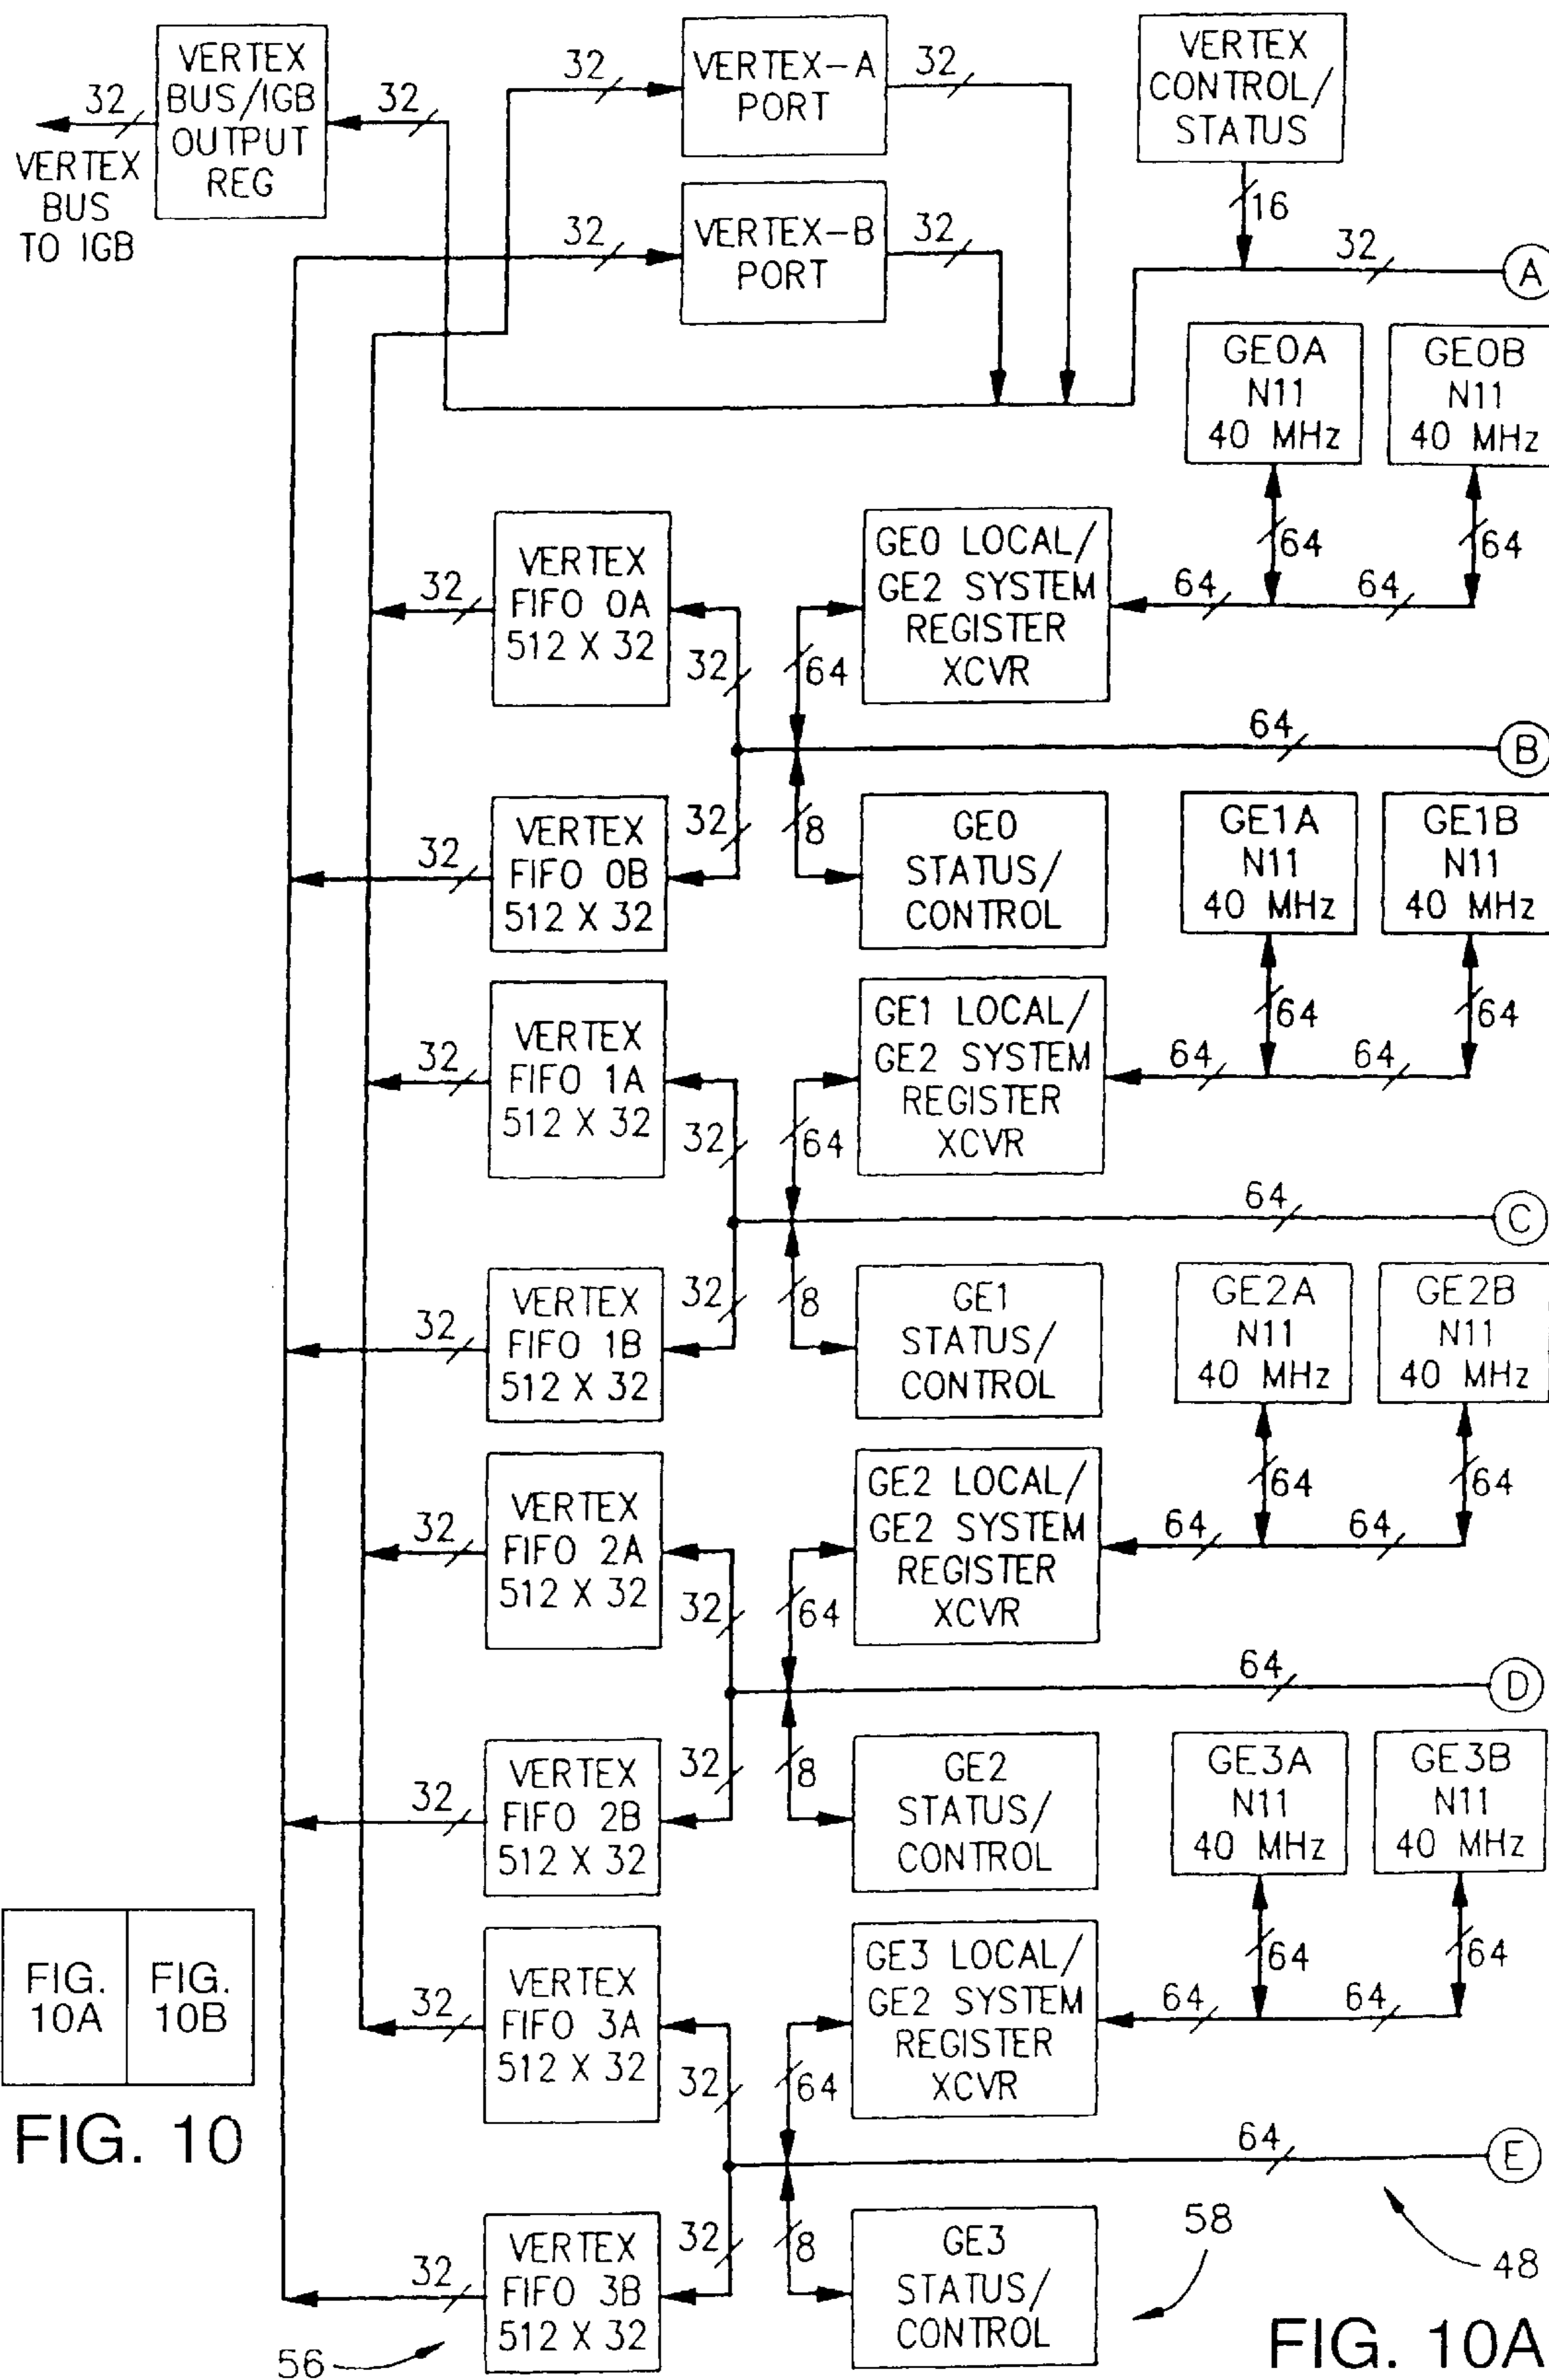 VERTEX
BUS/IGB
OUTPUT
REG
32
32
VERTEX
BUS
TO IGB
32
VERTEX-A
PORT
32
32
VERTEX-B
PORT
32
VERTEX
CONTROL/
STATUS
16
32
A
GE0A
N11
40 MHz
GE0B
N11
40 MHz
64
64
64
64
32
VERTEX
FIFO 0A
512 X 32
32
64
GE0 LOCAL/
GE2 SYSTEM
REGISTER
XCVR
64
B
32
VERTEX
FIFO 0B
512 X 32
32
8
GE0
STATUS/
CONTROL
GE1A
N11
40 MHz
GE1B
N11
40 MHz
64
64
64
64
32
VERTEX
FIFO 1A
512 X 32
32
64
GE1 LOCAL/
GE2 SYSTEM
REGISTER
XCVR
64
C
32
VERTEX
FIFO 1B
512 X 32
32
8
GE1
STATUS/
CONTROL
GE2A
N11
40 MHz
GE2B
N11
40 MHz
64
64
64
64
32
VERTEX
FIFO 2A
512 X 32
32
64
GE2 LOCAL/
GE2 SYSTEM
REGISTER
XCVR
64
D
32
VERTEX
FIFO 2B
512 X 32
32
8
GE2
STATUS/
CONTROL
GE3A
N11
40 MHz
GE3B
N11
40 MHz
64
64
64
64
32
VERTEX
FIFO 3A
512 X 32
32
64
GE3 LOCAL/
GE2 SYSTEM
REGISTER
XCVR
64
E
32
VERTEX
FIFO 3B
512 X 32
32
8
GE3
STATUS/
CONTROL
56
58
48
FIG.
10A
FIG.
10B
FIG. 10
FIG. 10A